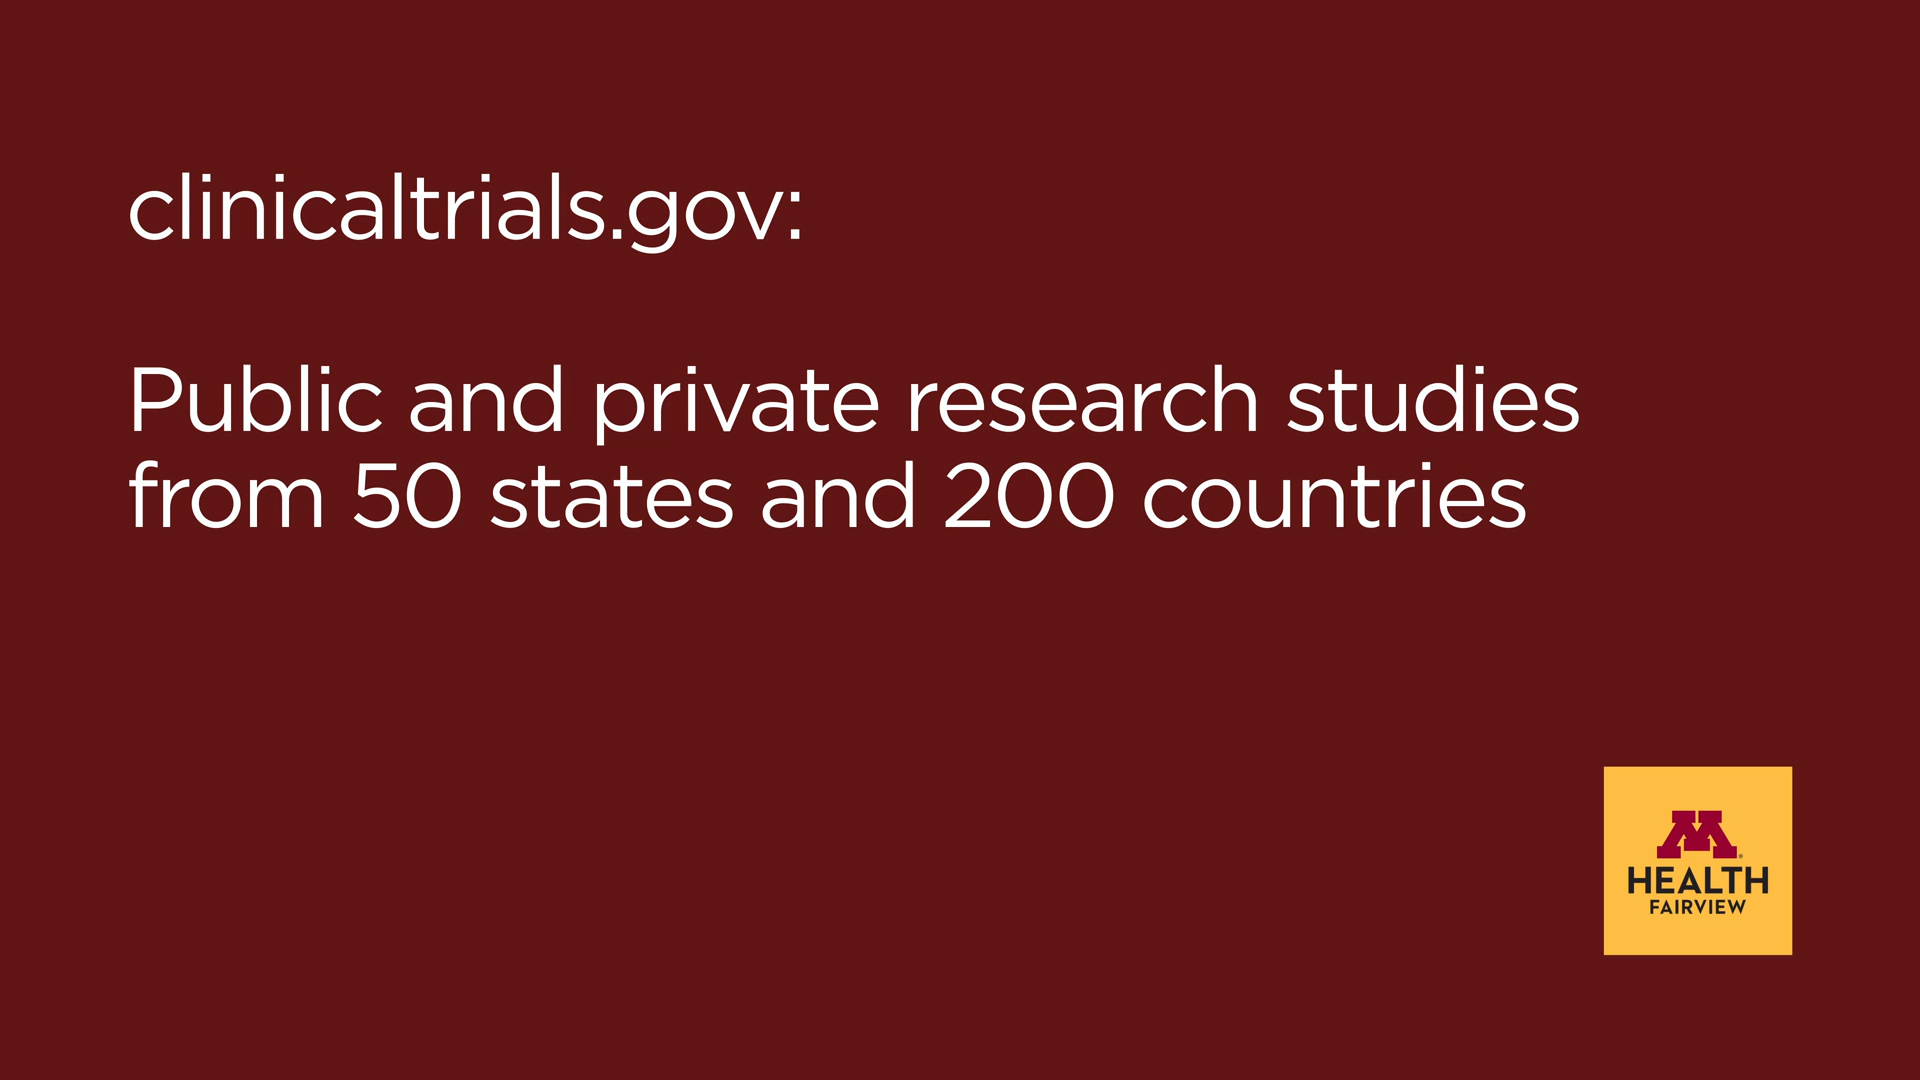 clinicaltrials.gov:
Public and private research studies
from 50 states and 200 countries
M
HEALTH
FAIRVIEW